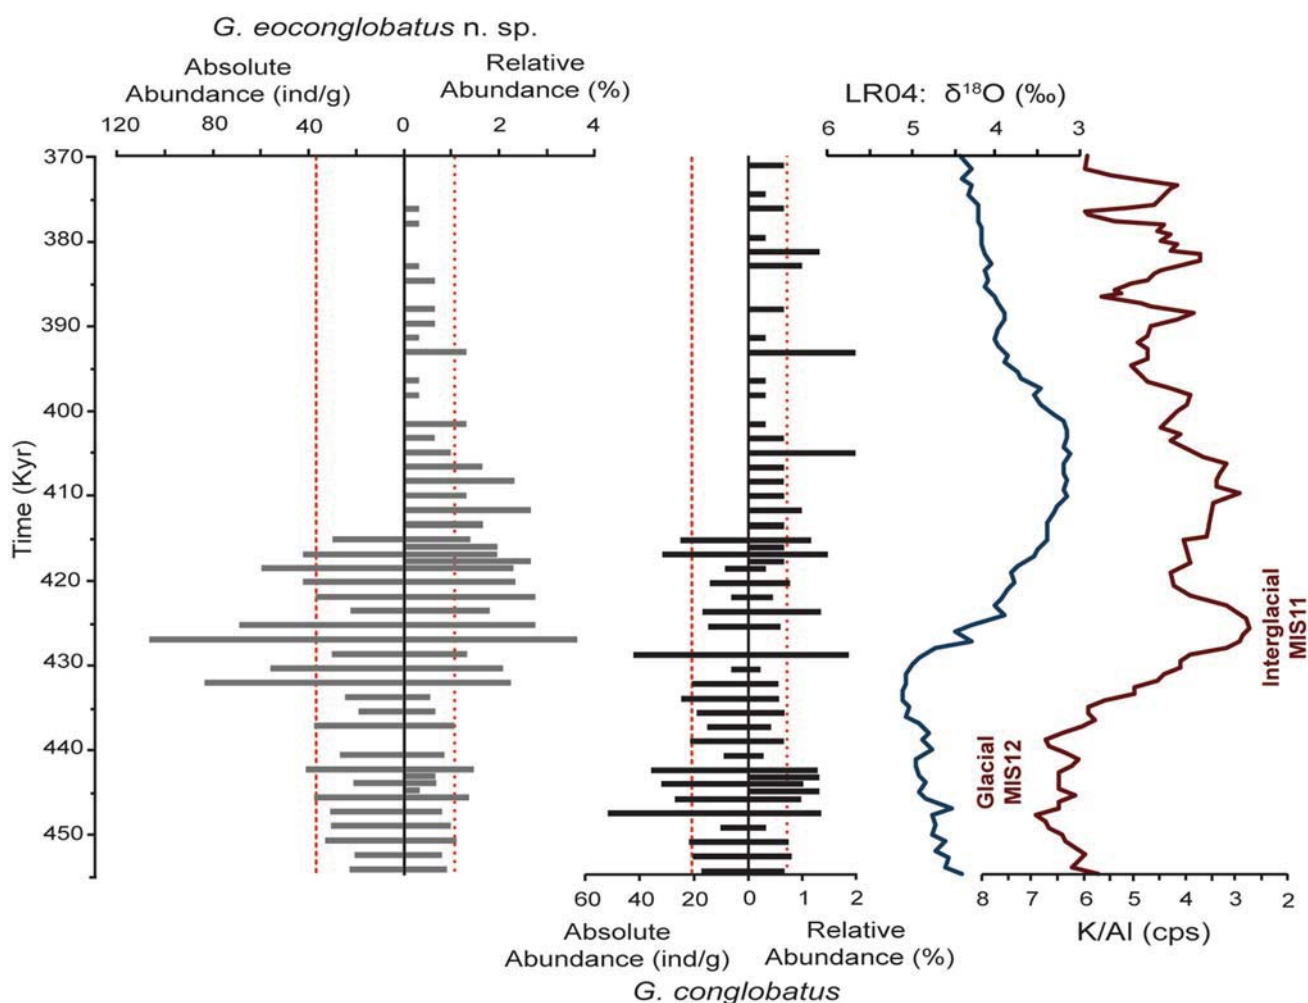 G. eoconglobatus n. sp.
Absolute
Abundance (ind/g)
Relative
Abundance (%)
LR04: δ¹⁸O (‰)
120 80 40 0 2 4
6 5 4 3
370
380
390
400
410
420
430
440
450
Time (Kyr)
Interglacial
MIS11
Glacial
MIS12
60 40 20 0 1 2
8 7 6 5 4 3 2
Absolute
Abundance (ind/g)
Relative
Abundance (%)
K/Al (cps)
G. conglobatus